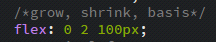 /*grow, shrink, basis*/
flex: 0 2 100px;